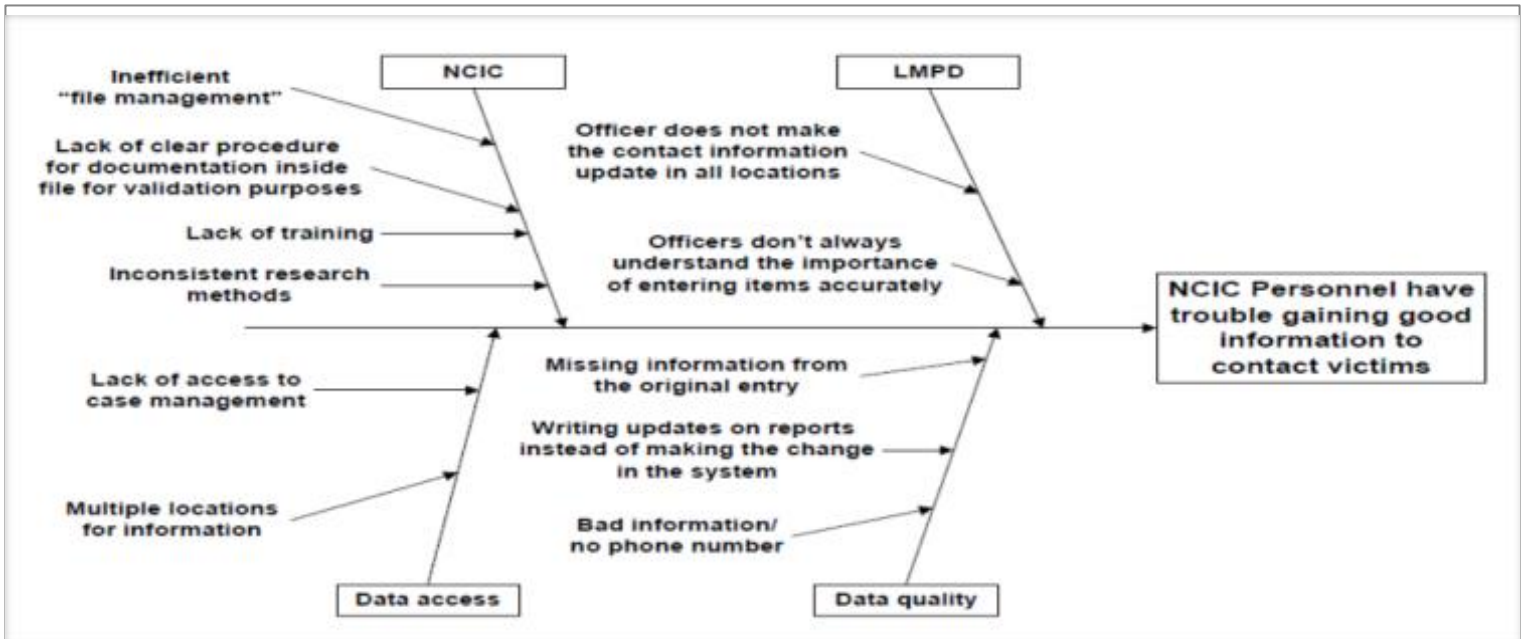 NCIC
Inefficient
"file management"
Lack of clear procedure
for documentation inside
file for validation purposes
Lack of training
Inconsistent research
methods
LMPD
Officer does not make
the contact information
update in all locations
Officers don't always
understand the importance
of entering items accurately
NCIC Personnel have
trouble gaining good
information to
contact victims
Lack of access to
case management
Multiple locations
for information
Data access
Missing information from
the original entry
Writing updates on reports
instead of making the change
in the system
Bad information/
no phone number
Data quality